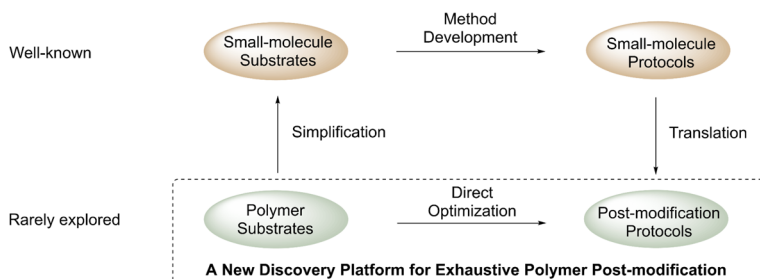 Method
Development
Small-molecule
Substrates
Small-molecule
Protocols
Well-known
Simplification
Translation
Direct
Optimization
Polymer
Substrates
Post-modification
Protocols
Rarely explored
A New Discovery Platform for Exhaustive Polymer Post-modification